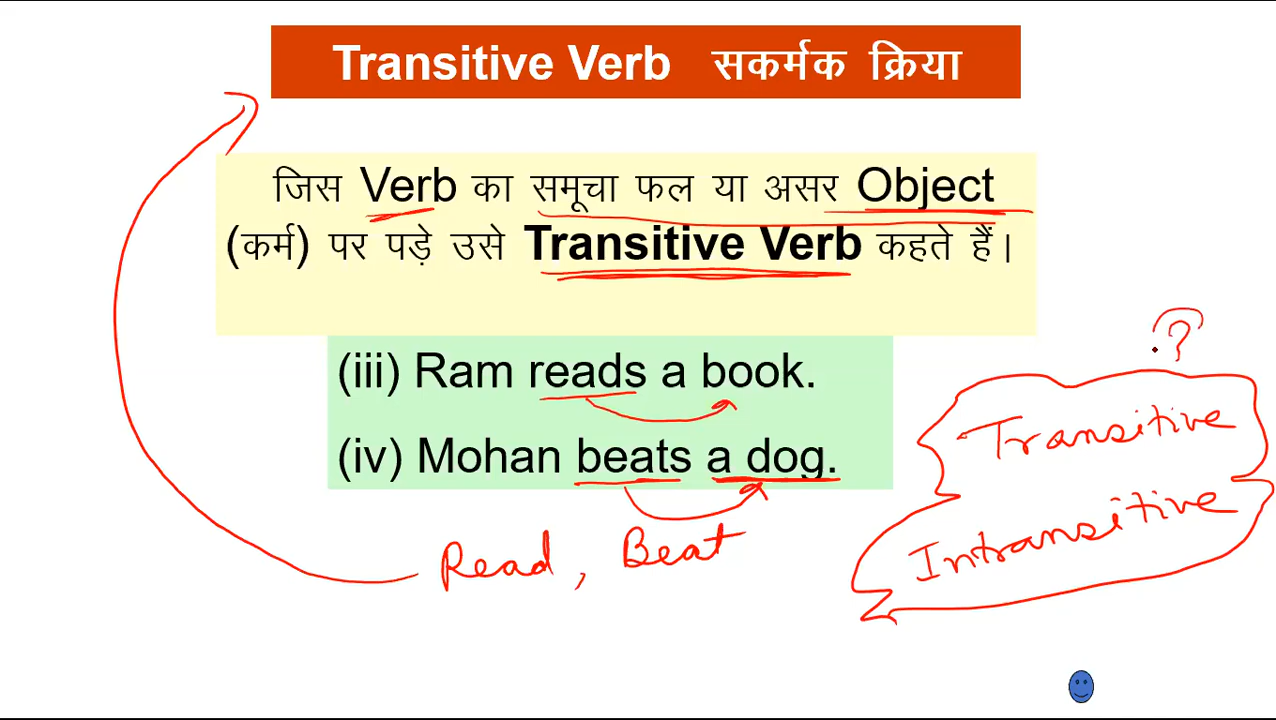 Transitive Verb सकर्मक क्रिया
जिस Verb का समूचा फल या असर Object
(कर्म) पर पड़े उसे Transitive Verb कहते हैं।
(iii) Ram reads a book.
(iv) Mohan beats a dog.
Read, Beat
?
Transitive
Intransitive